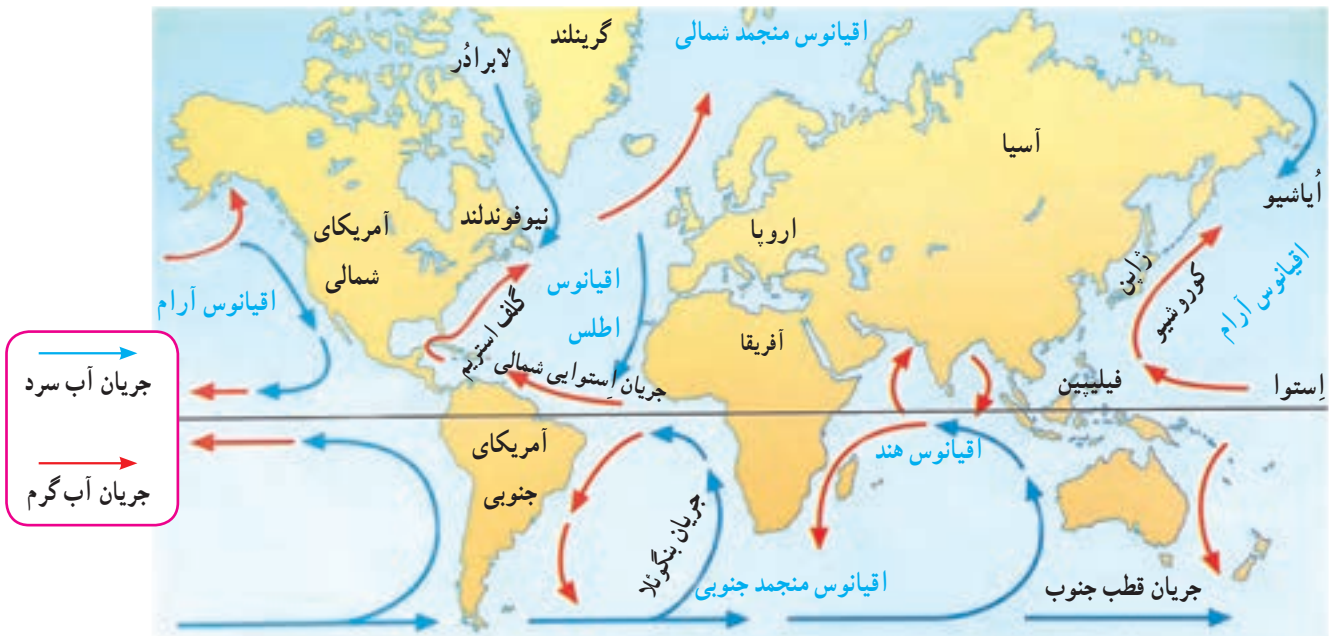 گرینلند
اقیانوس منجمد شمالی
لابرادُر
آسیا
اُیاشیو
نیوفوندلند
آمریکای
شمالی
اروپا
ژاپن
کوروشیو
اقیانوس آرام
اقیانوس
اطلس
اقیانوس آرام
گلف استریم
جریان اِستوایی شمالی
آفریقا
فیلیپین
اِستوا
جریان آب سرد
جریان آب گرم
آمریکای
جنوبی
اقیانوس هند
جریان بنگوئلا
اقیانوس منجمد جنوبی
جریان قطب جنوب